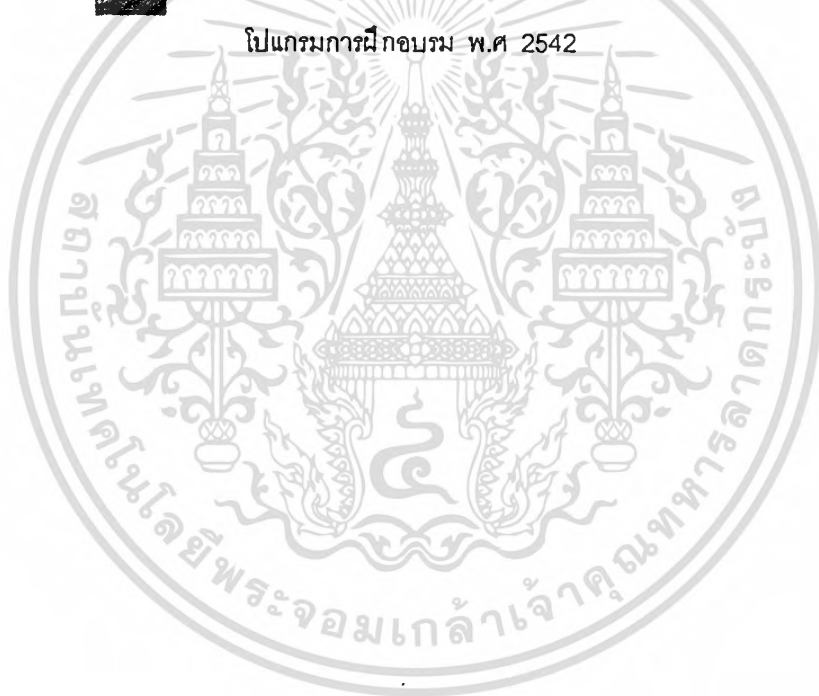 โปแกรมการฝึกอบรม พ.ศ 2542
สถาบันเทคโนโลยีพระจอมเกล้าเจ้าคุณทหารลาดกระบัง